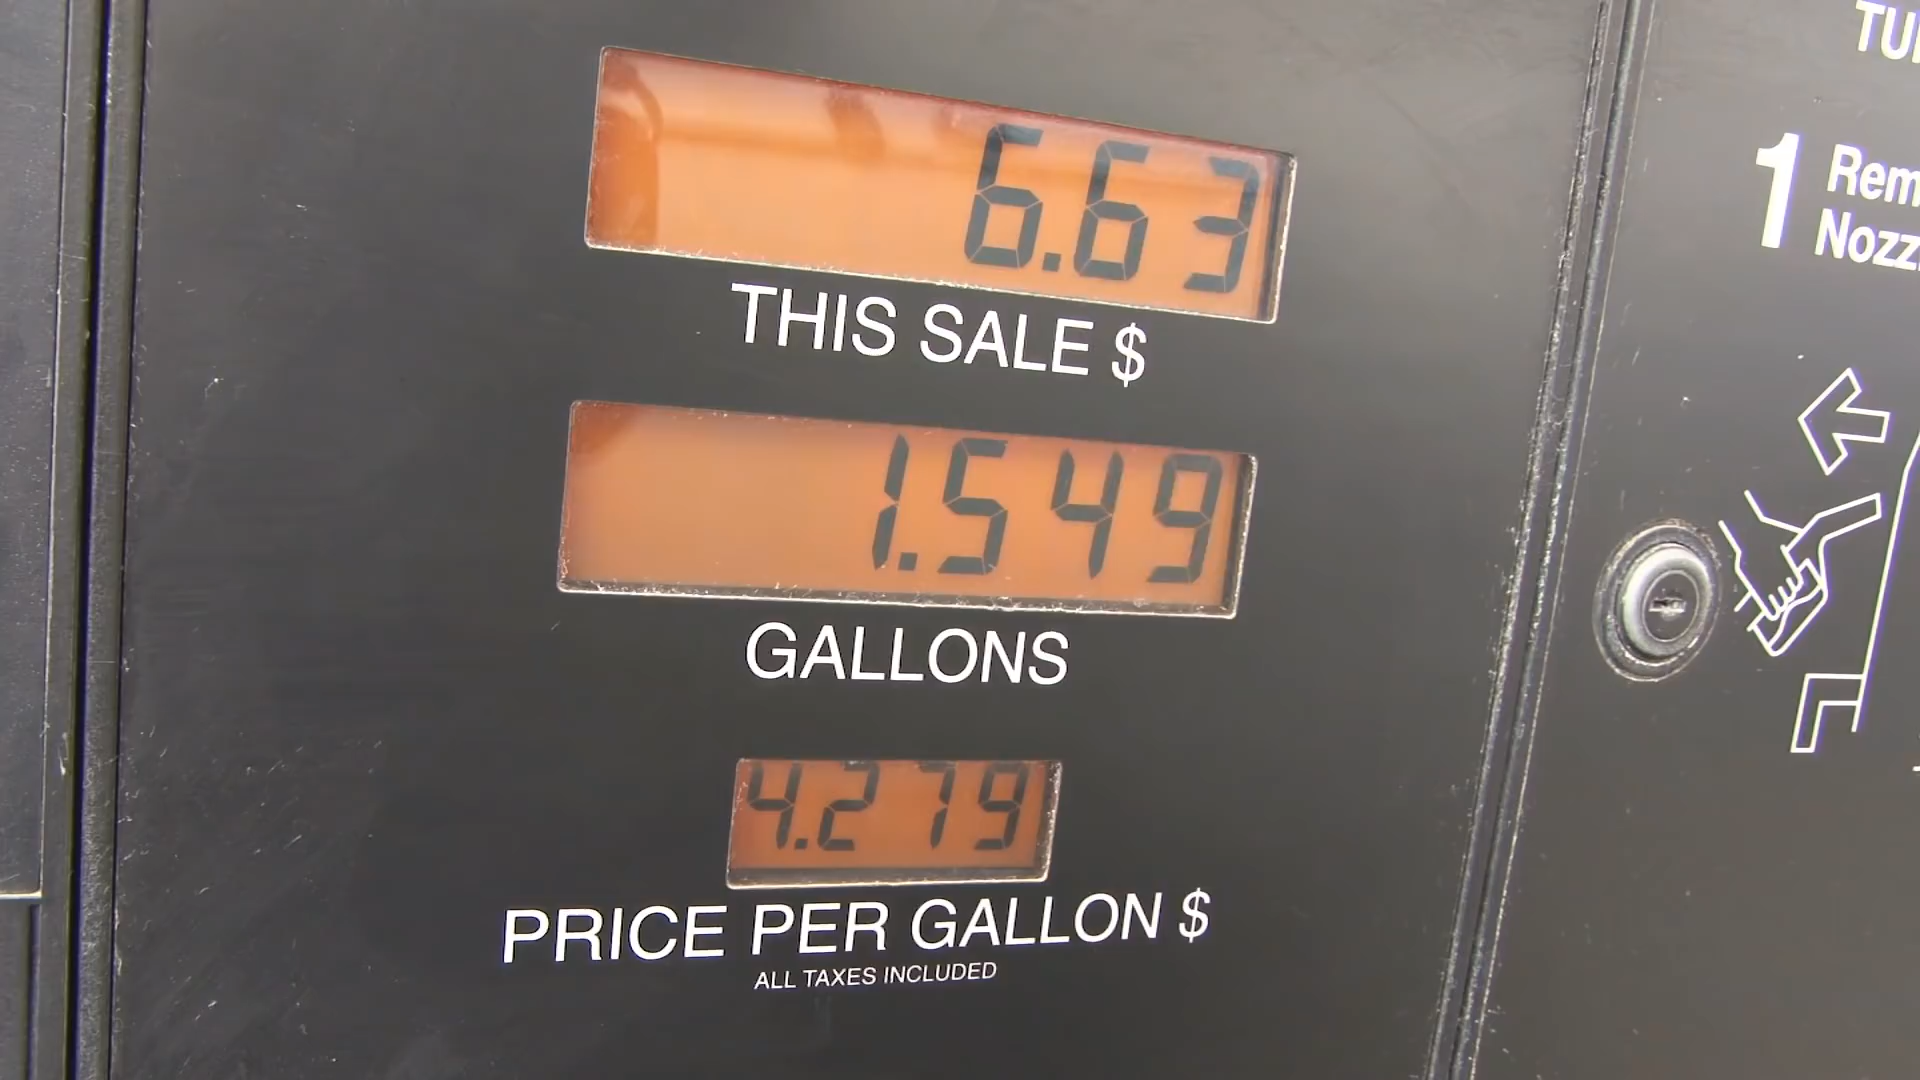 6.63
THIS SALE $
1.549
GALLONS
4.279
PRICE PER GALLON $
ALL TAXES INCLUDED
1